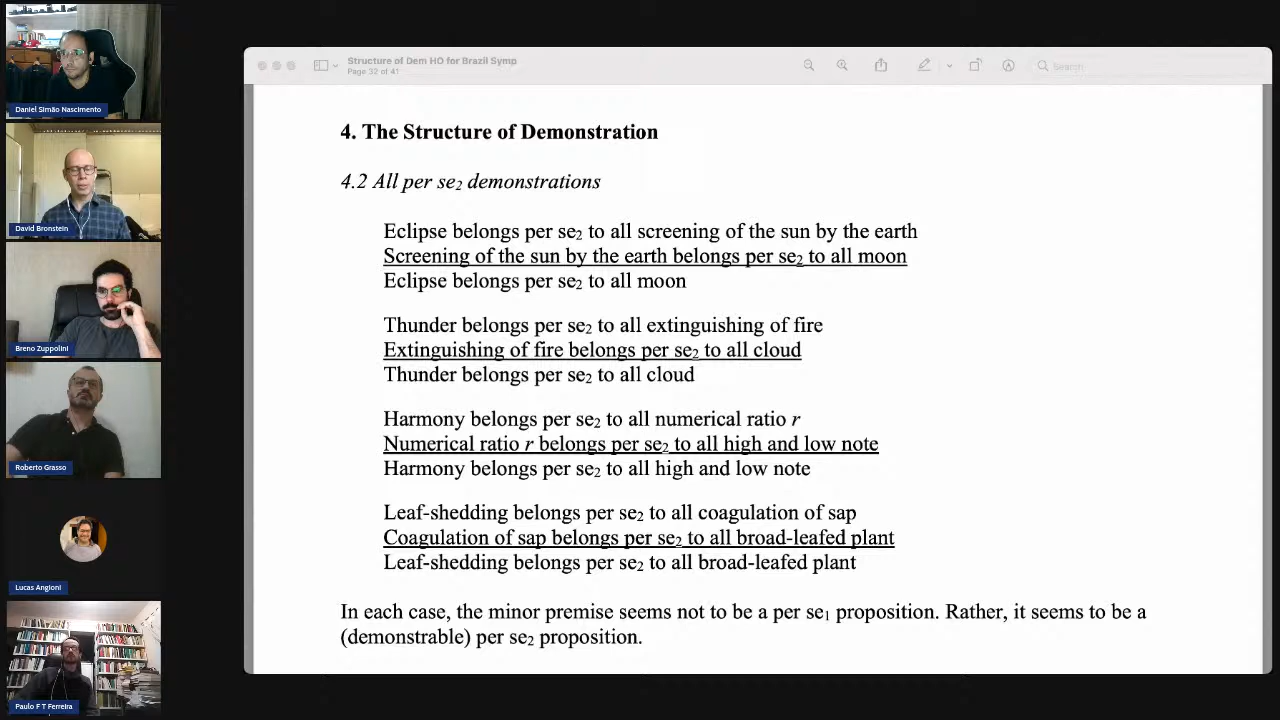 Daniel Simão Nascimento
David Bronstein
Breno Zuppolini
Roberto Grasso
Lucas Angioni
Paulo F T Ferreira
Structure of Dem HO for Brazil Symp
Page 32 of 41
Search
4. The Structure of Demonstration
4.2 All per se₂ demonstrations
Eclipse belongs per se₂ to all screening of the sun by the earth
Screening of the sun by the earth belongs per se₂ to all moon
Eclipse belongs per se₂ to all moon
Thunder belongs per se₂ to all extinguishing of fire
Extinguishing of fire belongs per se₂ to all cloud
Thunder belongs per se₂ to all cloud
Harmony belongs per se₂ to all numerical ratio r
Numerical ratio r belongs per se₂ to all high and low note
Harmony belongs per se₂ to all high and low note
Leaf-shedding belongs per se₂ to all coagulation of sap
Coagulation of sap belongs per se₂ to all broad-leafed plant
Leaf-shedding belongs per se₂ to all broad-leafed plant
In each case, the minor premise seems not to be a per se₁ proposition. Rather, it seems to be a
(demonstrable) per se₂ proposition.